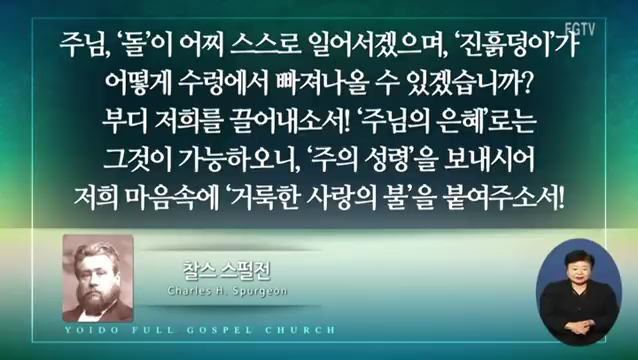 FGTV
주님, ‘돌’이 어찌 스스로 일어서겠으며, ‘진흙덩이’가
어떻게 수렁에서 빠져나올 수 있겠습니까?
부디 저희를 끌어내소서! ‘주님의 은혜’로는
그것이 가능하오니, ‘주의 성령’을 보내시어
저희 마음속에 ‘거룩한 사랑의 불’을 붙여주소서!
찰스 스펄전
Charles H. Spurgeon
YOIDO FULL GOSPEL CHURCH